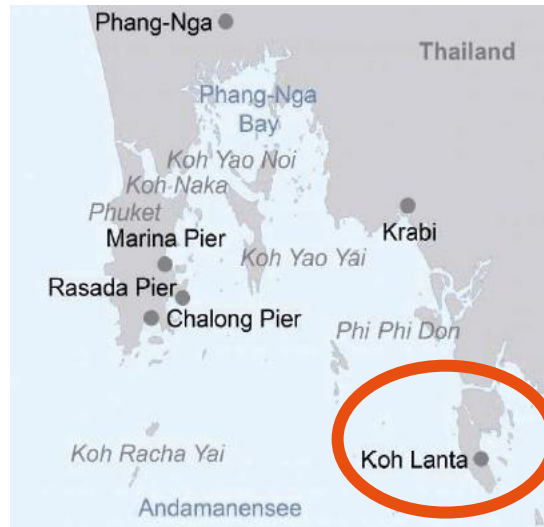 Phang-Nga
Thailand
Phang-Nga
Bay
Koh Yao Noi
Koh Naka
Phuket
Krabi
Marina Pier
Koh Yao Yai
Rasada Pier
Chalong Pier
Phi Phi Don
Koh Racha Yai
Koh Lanta
Andamanensee